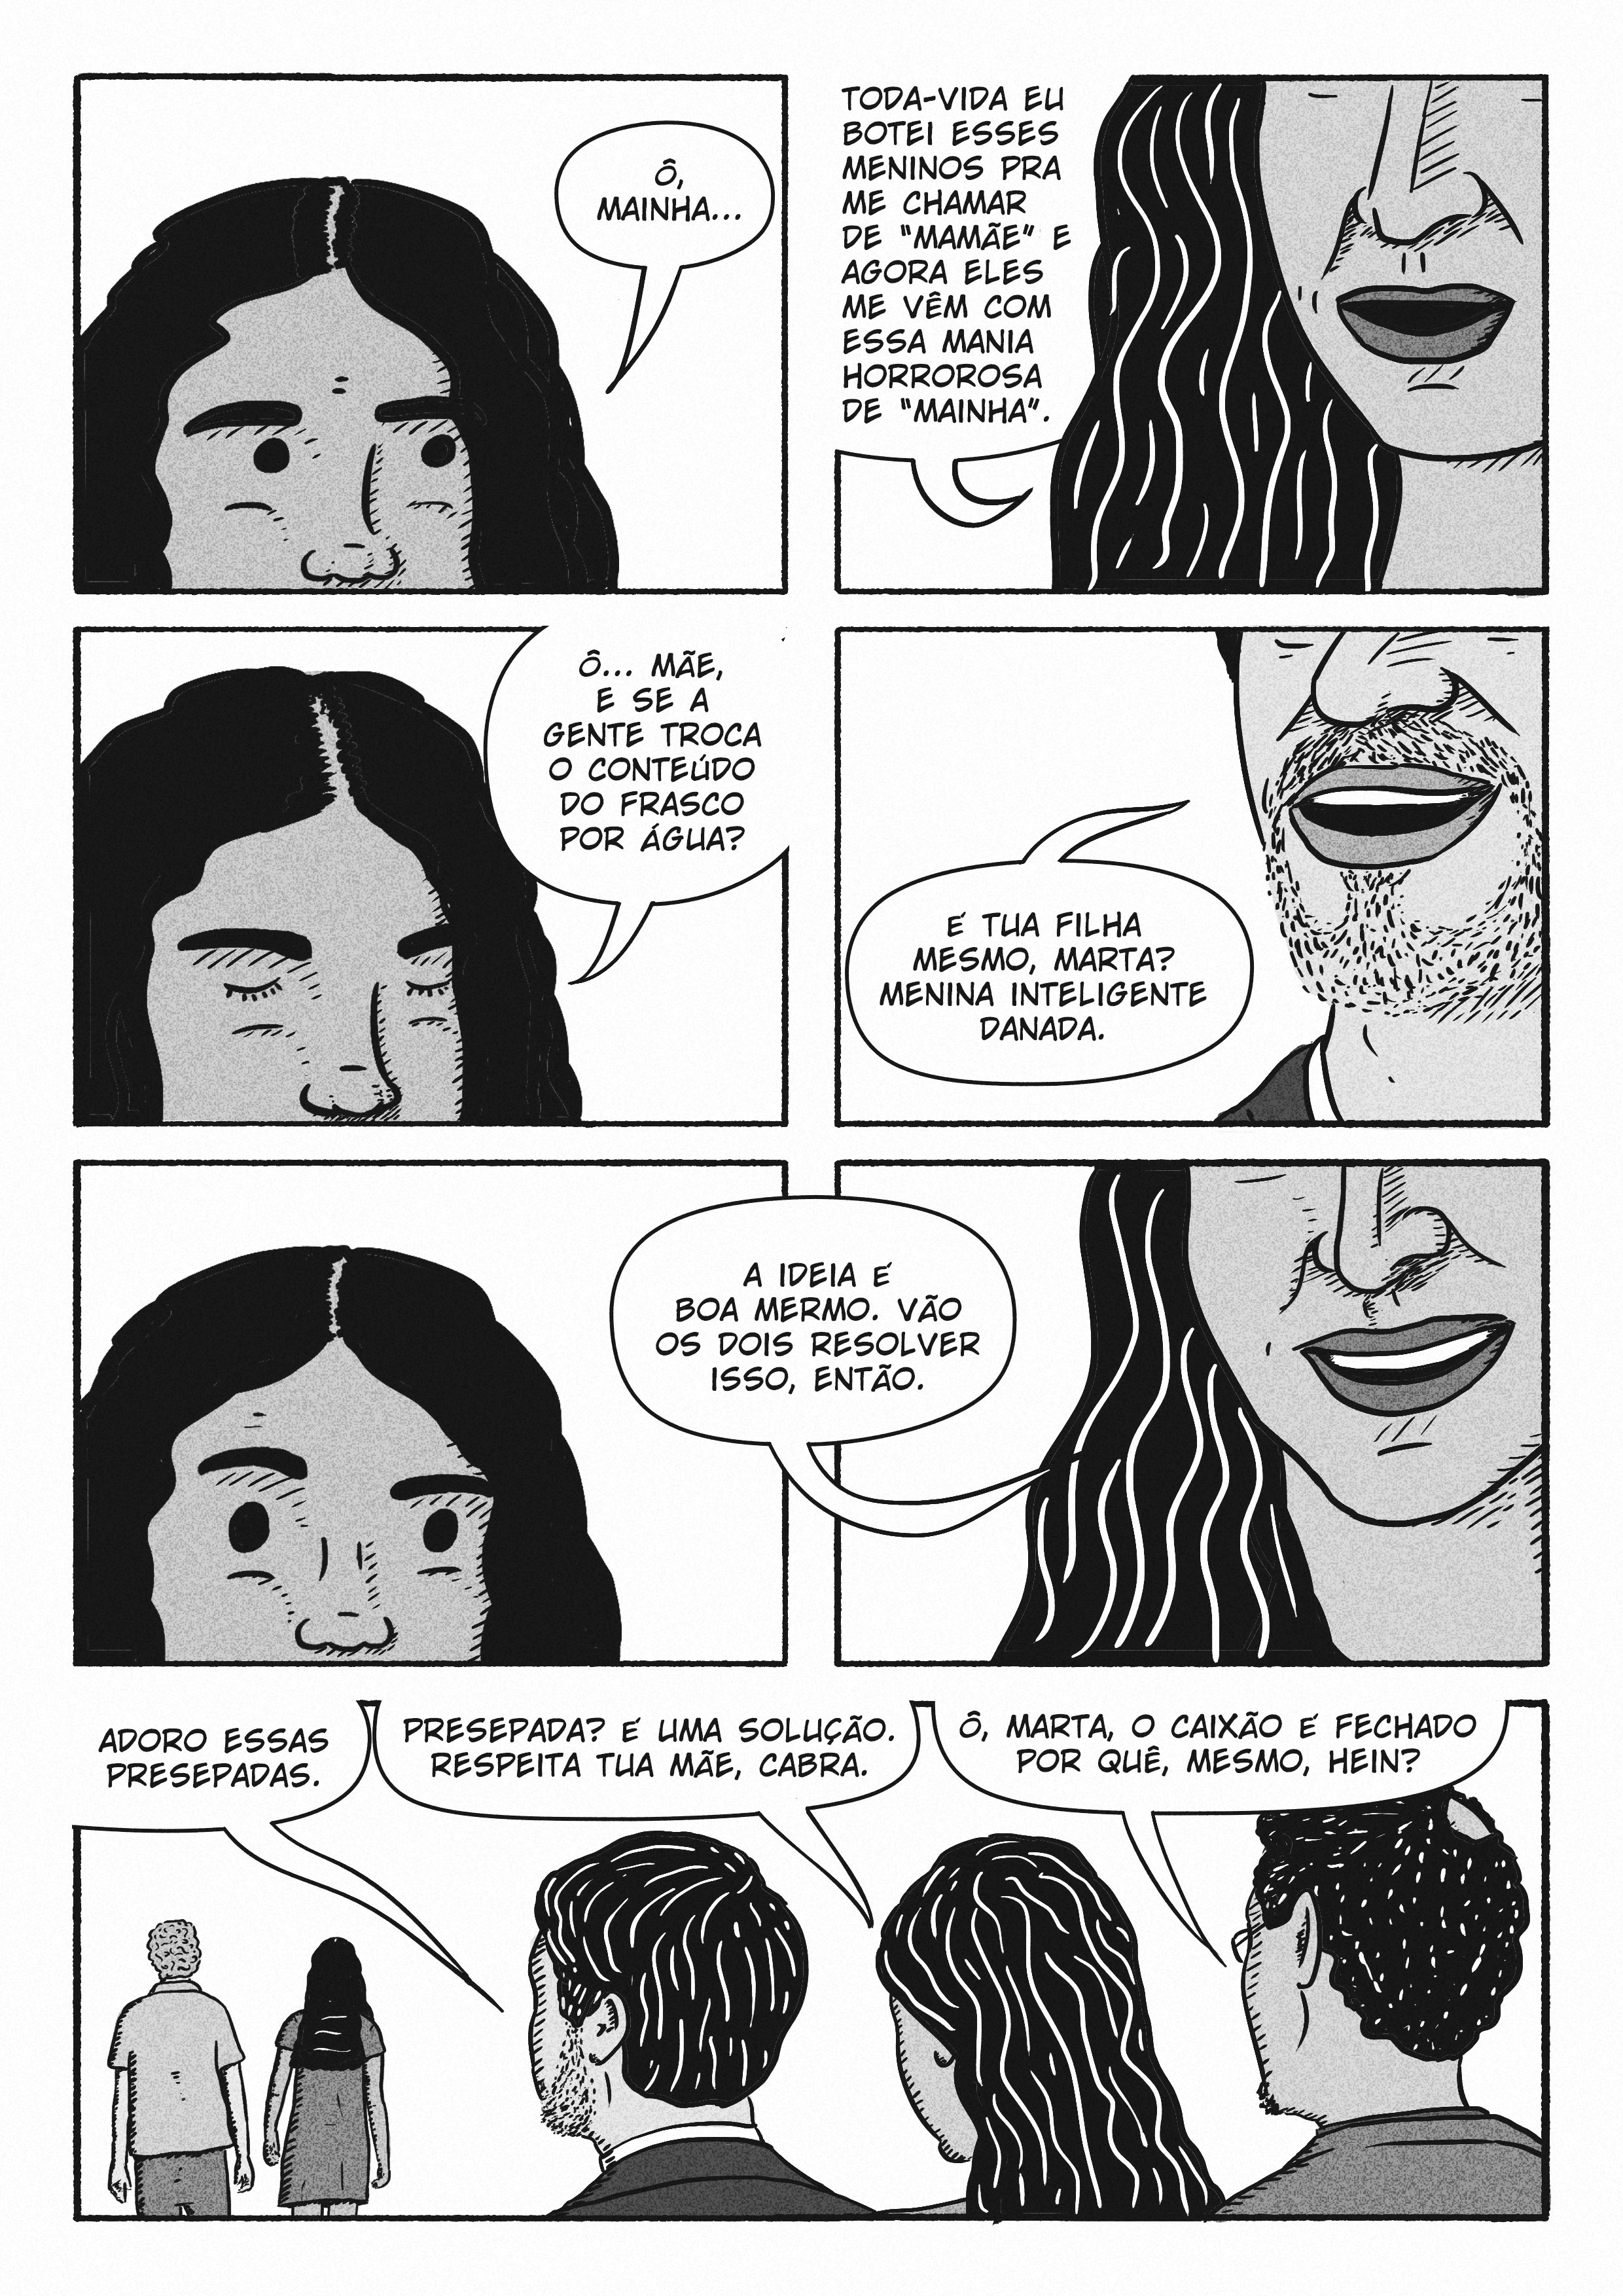 Ô,
MAINHA...
TODA-VIDA EU
BOTEI ESSES
MENINOS PRA
ME CHAMAR
DE "MAMÃE" E
AGORA ELES
ME VÊM COM
ESSA MANIA
HORROROSA
DE "MAINHA".
Ô... MÃE,
E SE A
GENTE TROCA
O CONTEÚDO
DO FRASCO
POR ÁGUA?
É TUA FILHA
MESMO, MARTA?
MENINA INTELIGENTE
DANADA.
A IDEIA É
BOA MERMO. VÃO
OS DOIS RESOLVER
ISSO, ENTÃO.
ADORO ESSAS
PRESEPADAS.
PRESEPADA? É UMA SOLUÇÃO.
RESPEITA TUA MÃE, CABRA.
Ô, MARTA, O CAIXÃO É FECHADO
POR QUÊ, MESMO, HEIN?